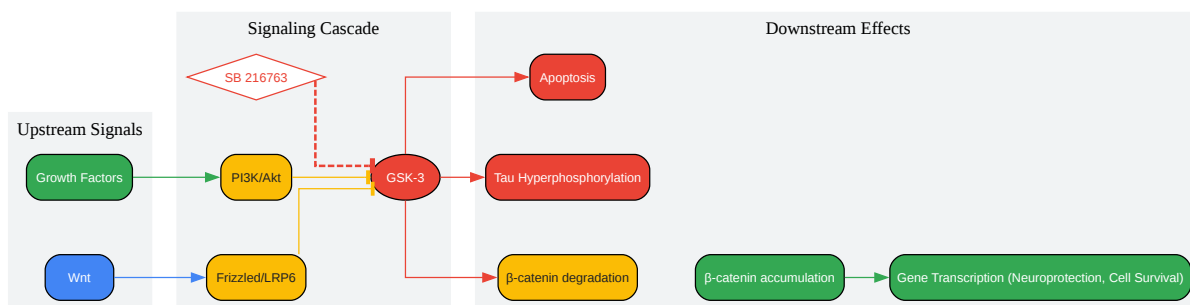 Signaling Cascade
Downstream Effects
SB 216763
Apoptosis
Upstream Signals
Growth Factors
PI3K/Akt
GSK-3
Tau Hyperphosphorylation
Wnt
Frizzled/LRP6
β-catenin degradation
β-catenin accumulation
Gene Transcription (Neuroprotection, Cell Survival)